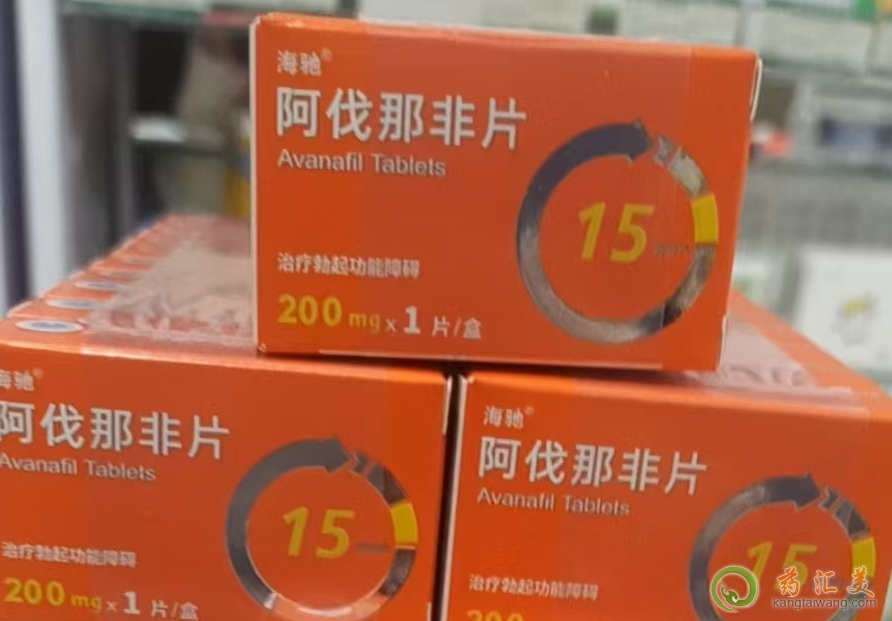 海驰®
阿伐那非片
Avanafil Tablets
15
治疗勃起功能障碍
200 mg x 1 片/盒
海驰®
阿伐那非片
Avanafil Tablets
15
治疗勃起功能障碍
200 mg x 1 片/盒
海驰®
阿伐那非片
Avanafil Tablets
15
治疗勃起功能障碍
200
药汇美
kangtaiwang.com